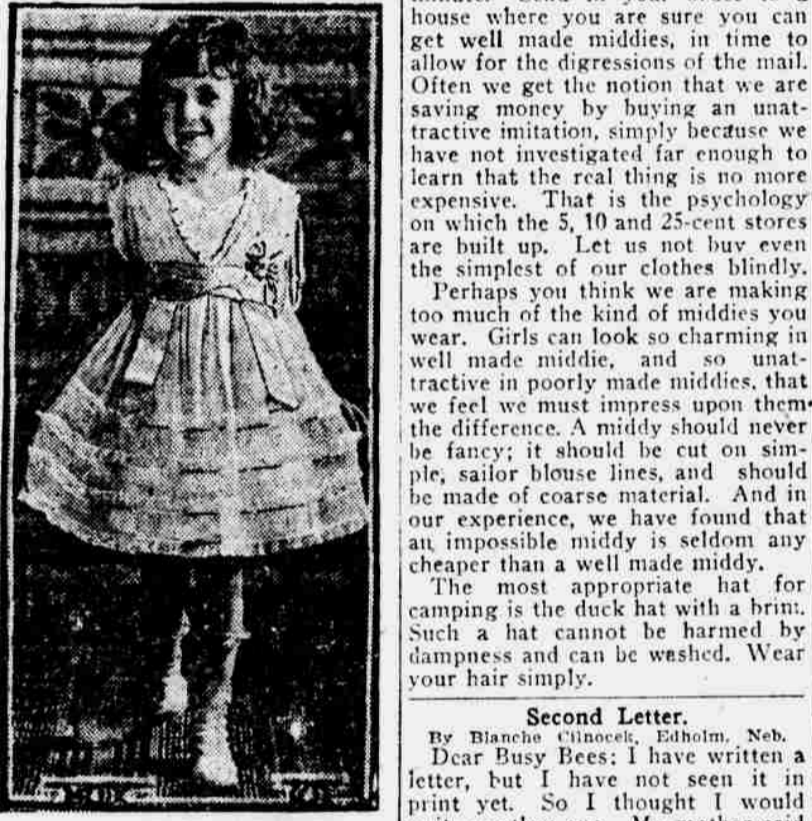 house where you are sure you can
get well made middies, in time to
allow for the digressions of the mail.
Often we get the notion that we are
saving money by buying an unat-
tractive imitation, simply because we
have not investigated far enough to
learn that the real thing is no more
expensive. That is the psychology
on which the 5, 10 and 25-cent stores
are built up. Let us not buy even
the simplest of our clothes blindly.
Perhaps you think we are making
too much of the kind of middies you
wear. Girls can look so charming in
well made middie, and so unat-
tractive in poorly made middies, that
we feel we must impress upon them
the difference. A middy should never
be fancy; it should be cut on sim-
ple, sailor blouse lines, and should
be made of coarse material. And in
our experience, we have found that
an impossible middy is seldom any
cheaper than a well made middy.
The most appropriate hat for
camping is the duck hat with a brim.
Such a hat cannot be harmed by
dampness and can be washed. Wear
your hair simply.
Second Letter.
By Blanche Edholm, Neb.
Dear Busy Bees: I have written a
letter, but I have not seen it in
print yet. So I thought I would